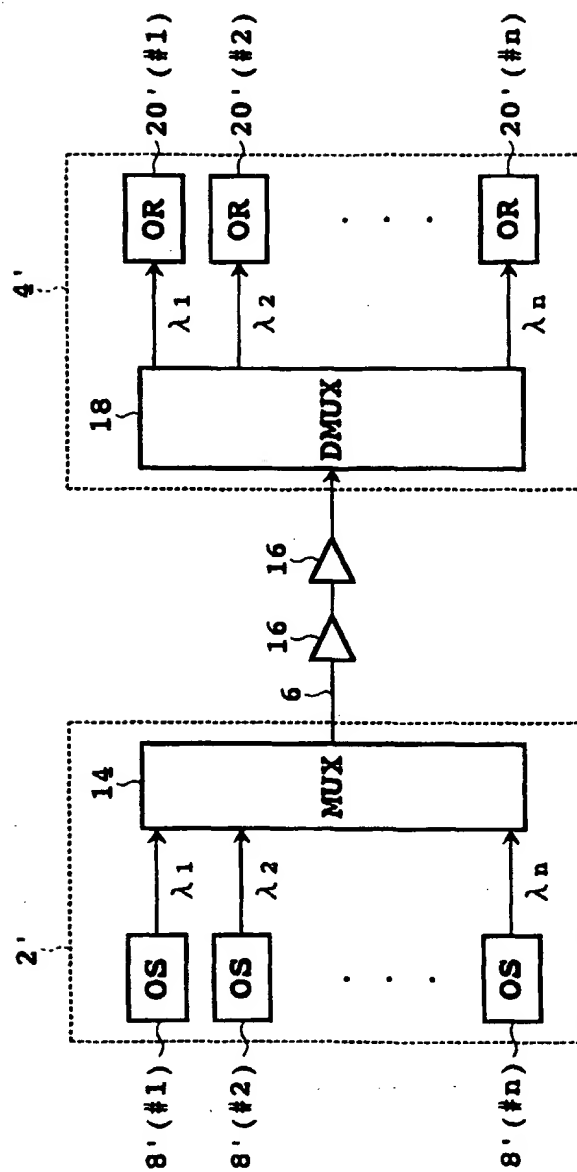 2'
4'
14
18
8'(#1)
OS
λ1
MUX
6
16
16
DMUX
λ1
OR
20'(#1)
8'(#2)
OS
λ2
λ2
OR
20'(#2)
. . .
. . .
8'(#n)
OS
λn
λn
OR
20'(#n)